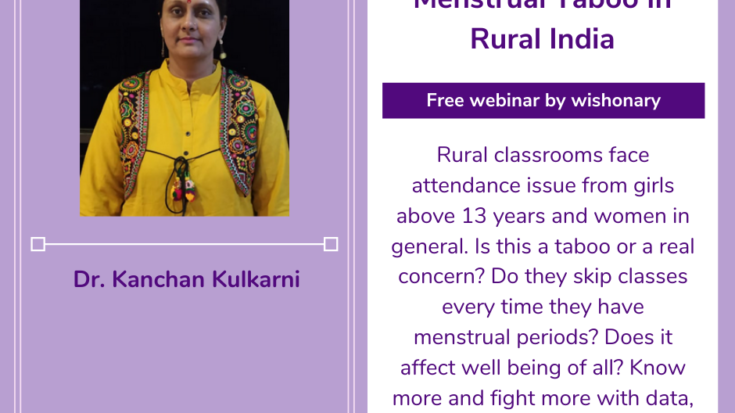 Dr. Kanchan Kulkarni
Menstrual Taboo in
Rural India
Free webinar by wishonary
Rural classrooms face
attendance issue from girls
above 13 years and women in
general. Is this a taboo or a real
concern? Do they skip classes
every time they have
menstrual periods? Does it
affect well being of all? Know
more and fight more with data,